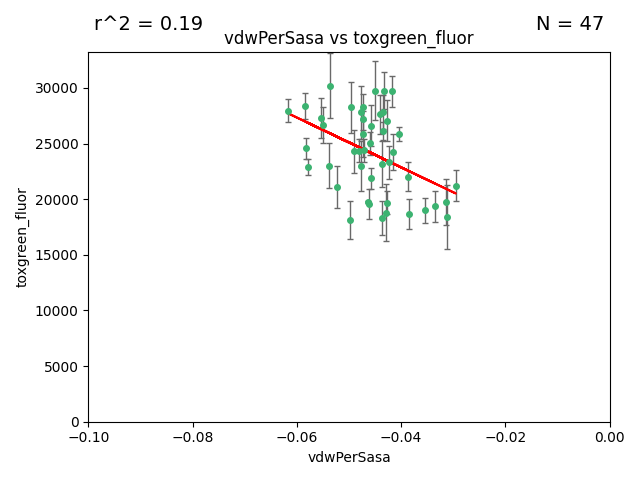 r^2 = 0.19
N = 47
vdwPerSasa vs toxgreen_fluor
toxgreen_fluor
30000
25000
20000
15000
10000
5000
0
−0.10
−0.08
−0.06
−0.04
−0.02
0.00
vdwPerSasa